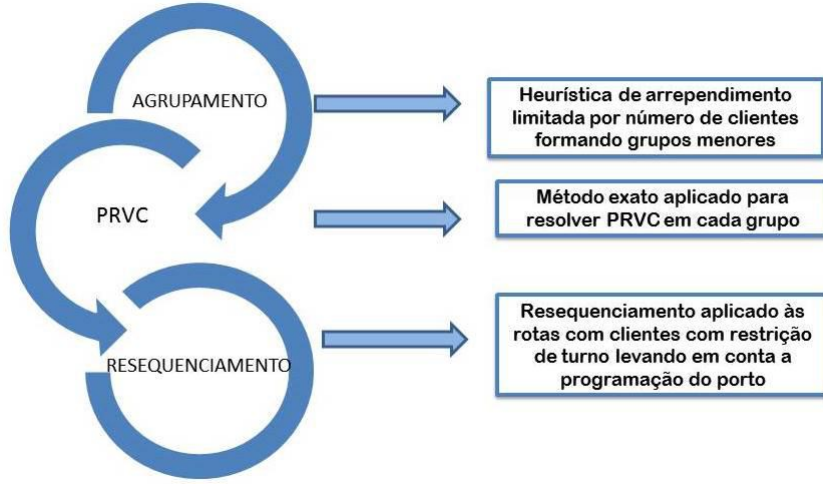 AGRUPAMENTO
Heurística de arrependimento
limitada por número de clientes
formando grupos menores
PRVC
Método exato aplicado para
resolver PRVC em cada grupo
RESEQUENCIAMENTO
Resequenciamento aplicado às
rotas com clientes com restrição
de turno levando em conta a
programação do porto